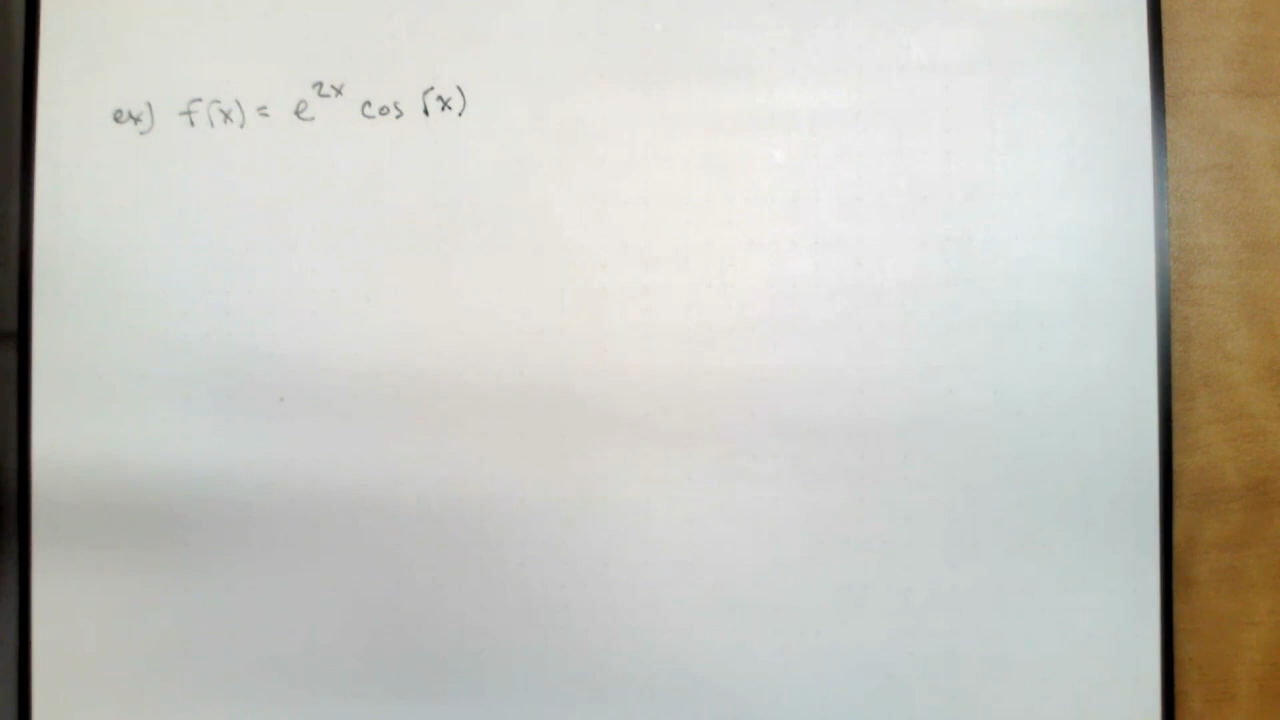 ex) f(x) = e^{2x} cos (x)